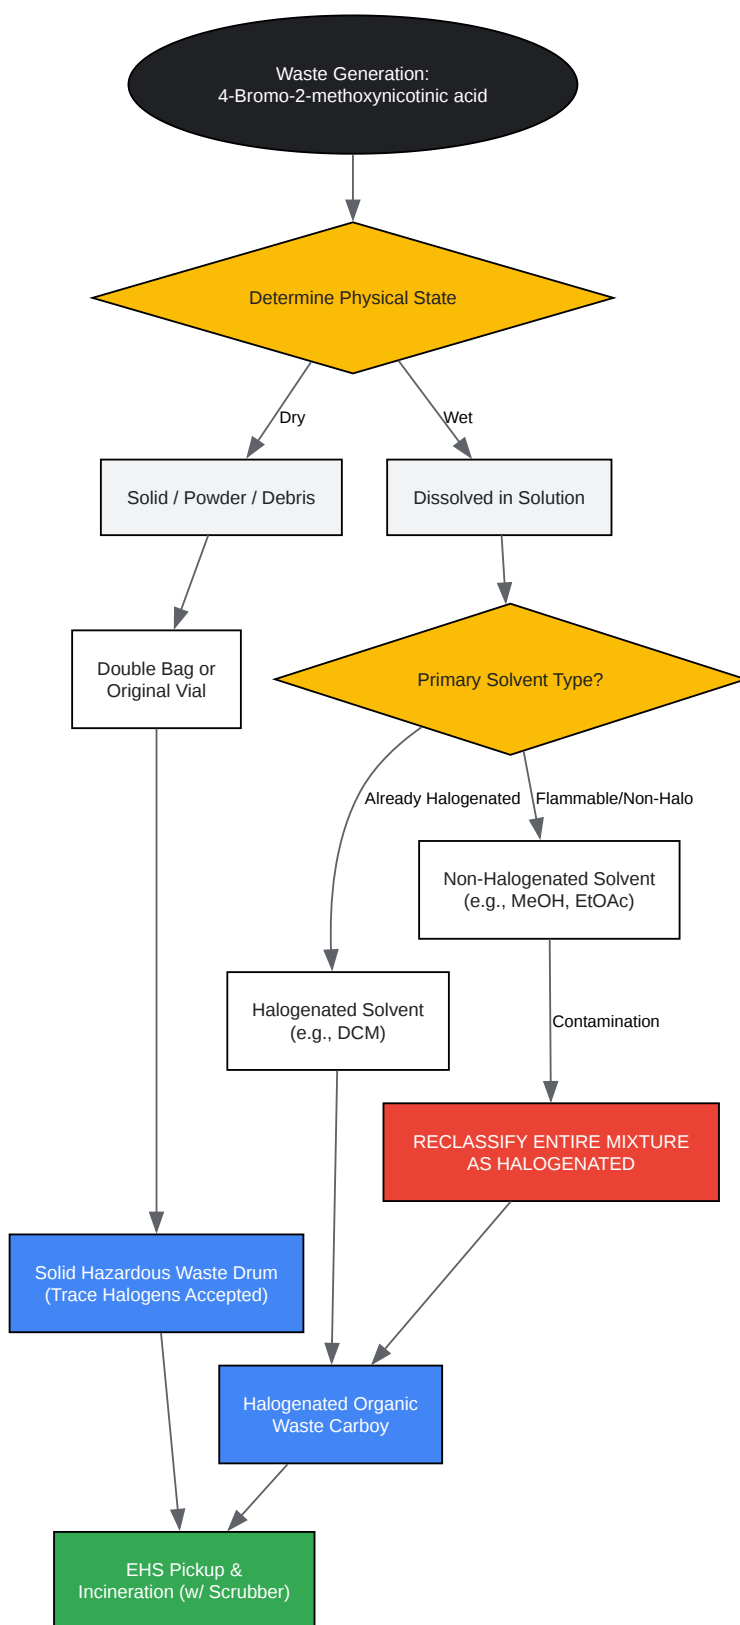 Waste Generation:
4-Bromo-2-methoxynicotinic acid
Determine Physical State
Dry
Wet
Solid / Powder / Debris
Dissolved in Solution
Double Bag or
Original Vial
Primary Solvent Type?
Already Halogenated
Flammable/Non-Halo
Non-Halogenated Solvent
(e.g., MeOH, EtOAc)
Halogenated Solvent
(e.g., DCM)
Contamination
RECLASSIFY ENTIRE MIXTURE
AS HALOGENATED
Solid Hazardous Waste Drum
(Trace Halogens Accepted)
Halogenated Organic
Waste Carboy
EHS Pickup &
Incineration (w/ Scrubber)